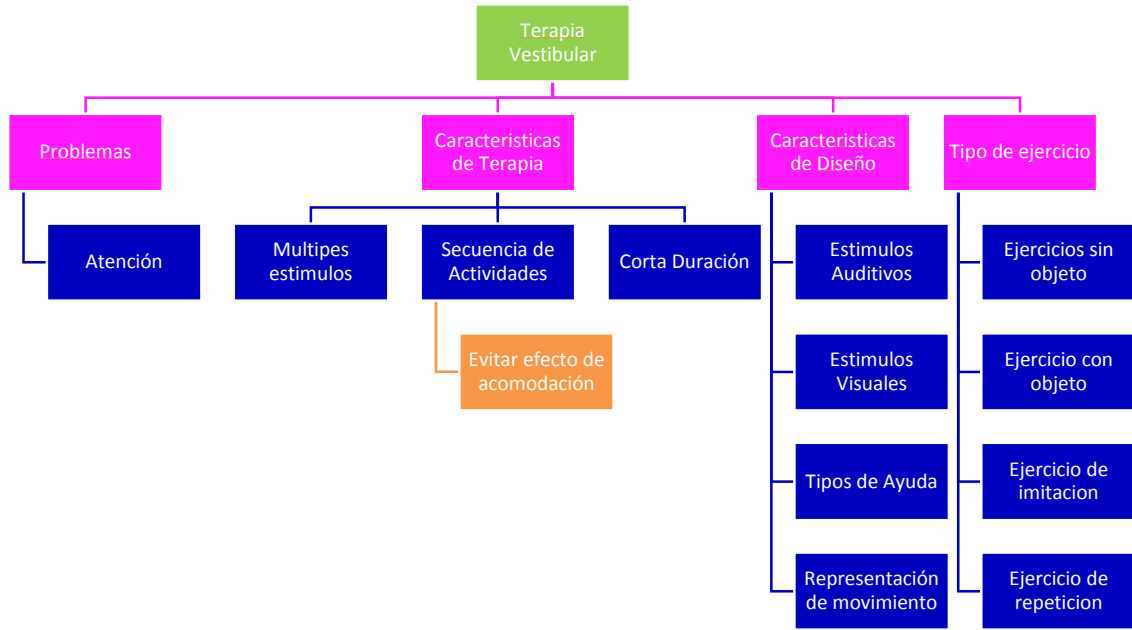 Terapia
Vestibular
Problemas
Caracteristicas
de Terapia
Caracteristicas
de Diseño
Tipo de ejercicio
Atención
Multipes
estimulos
Secuencia de
Actividades
Corta Duración
Estimulos
Auditivos
Ejercicios sin
objeto
Evitar efecto de
acomodación
Estimulos
Visuales
Ejercicio con
objeto
Tipos de Ayuda
Ejercicio de
imitacion
Representación
de movimiento
Ejercicio de
repeticion